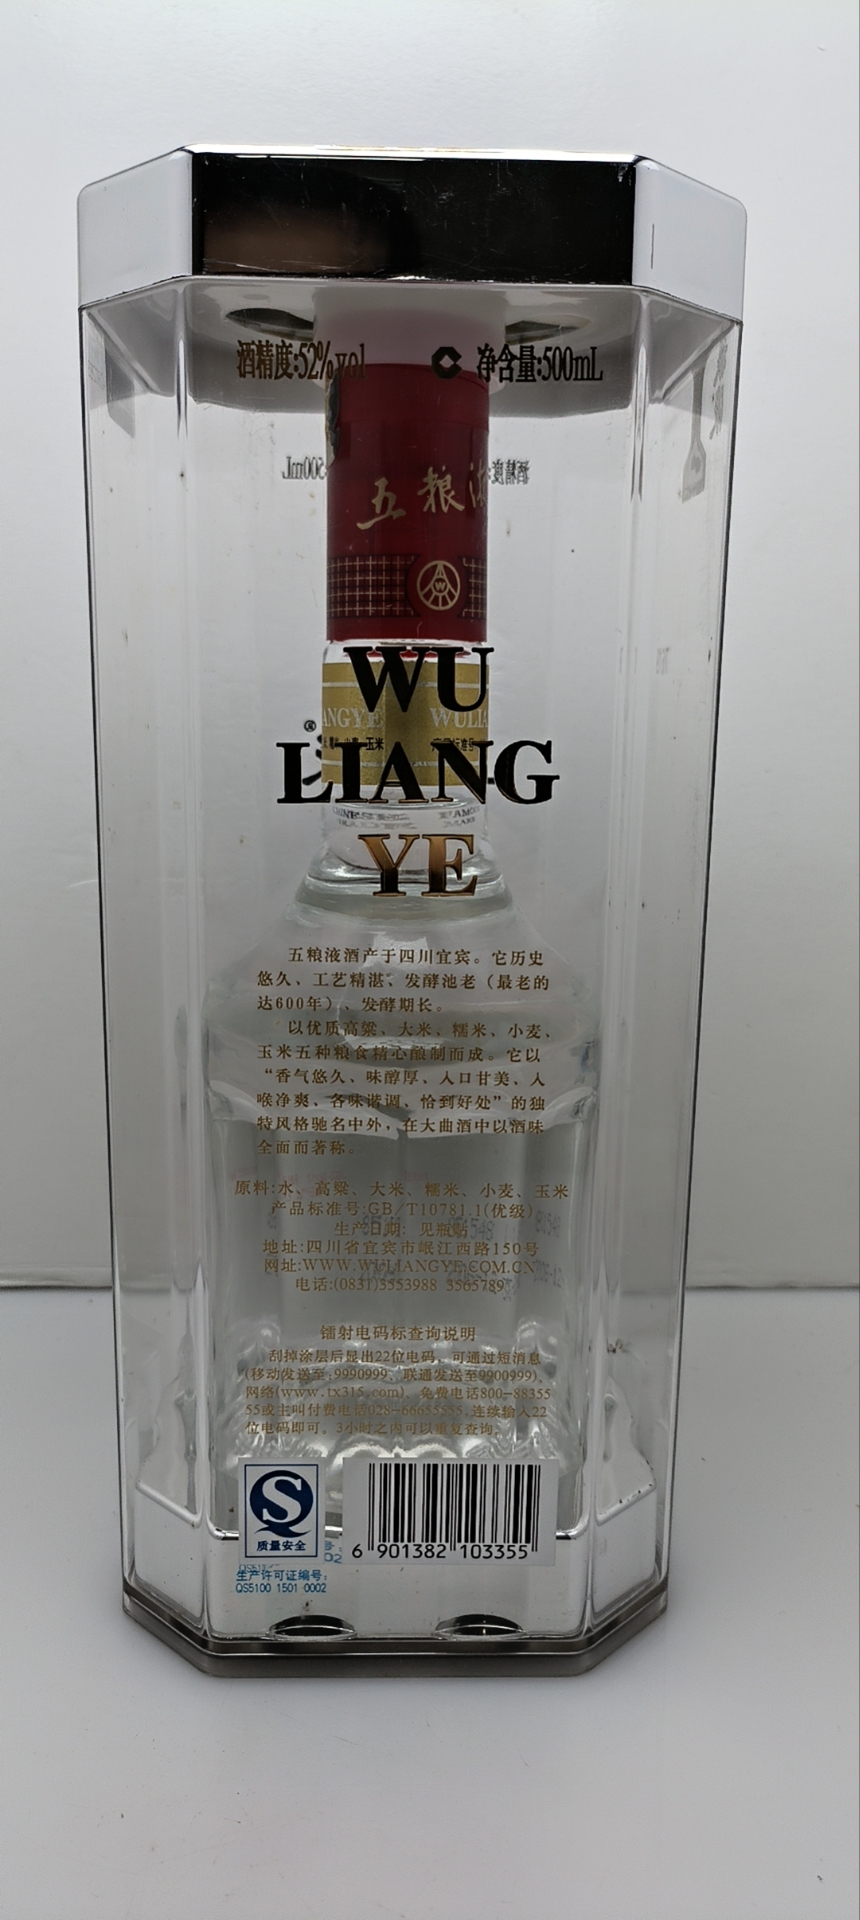 酒精度:52%vol 净含量:500mL
五粮液
WU
LIANG
YE
ANGYE WULIA
玉米
五粮液酒产于四川宜宾。它历史
悠久、工艺精湛、发酵池老（最老的
达600年）、发酵期长。
以优质高粱、大米、糯米、小麦、
玉米五种粮食精心酿制而成。它以
“香气悠久、味醇厚、入口甘美、入
喉净爽、各味谐调、恰到好处”的独
特风格驰名中外，在大曲酒中以酒味
全面而著称。
原料:水、高粱、大米、糯米、小麦、玉米
产品标准号:GB/T10781.1(优级)
生产日期: 见瓶贴
地址:四川省宜宾市岷江西路150号
网址:WWW.WULIANGYE.COM.CN
电话:(0831)3553988 3565789
镭射电码标查询说明
刮掉涂层后显出22位电码，可通过短消息
(移动发送至:9990999、联通发送至9900999)、
网络(www.tx315.com)、免费电话800-88355
55或主叫付费电话028-66655555,连续输入22
位电码即可。3小时之内可以重复查询。
质量安全
6 901382 103355
生产许可证编号:
QS5100 1501 0002